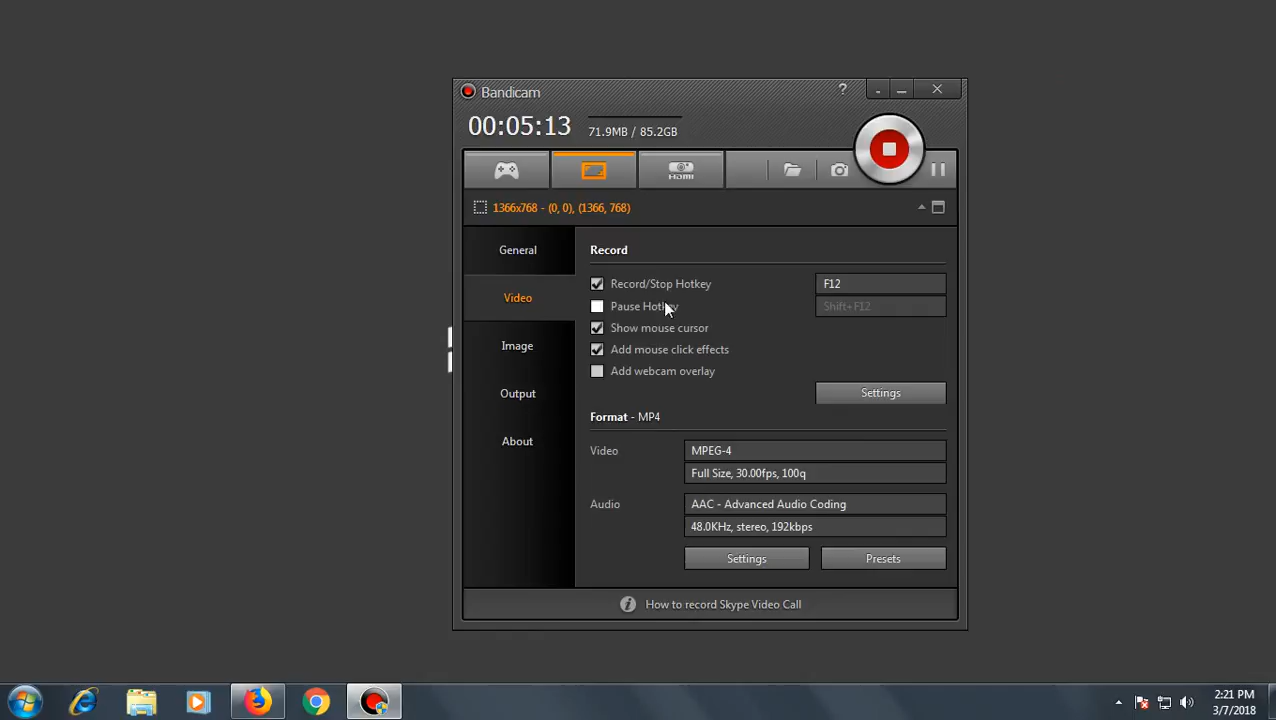 Bandicam
?
00:05:13
71.9MB / 85.2GB
HDMI
1366x768 - (0, 0), (1366, 768)
General
Video
Image
Output
About
Record
Record/Stop Hotkey
F12
Pause Hotkey
Shift+F12
Show mouse cursor
Add mouse click effects
Add webcam overlay
Settings
Format - MP4
Video
MPEG-4
Full Size, 30.00fps, 100q
Audio
AAC - Advanced Audio Coding
48.0KHz, stereo, 192kbps
Settings
Presets
How to record Skype Video Call
2:21 PM
3/7/2018